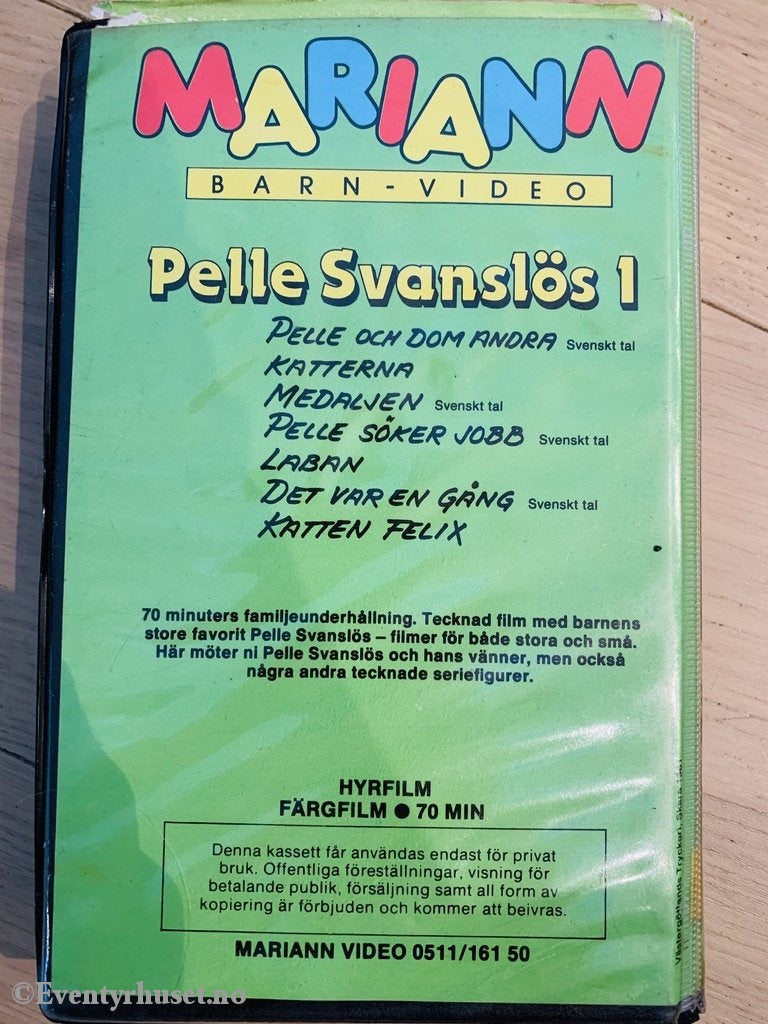 MARIANN
BARN-VIDEO
Pelle Svanslös 1
PELLE OCH DOM ANDRA Svenskt tal
KATTERNA
MEDALJEN Svenskt tal
PELLE SÖKER JOBB Svenskt tal
LABAN
DET VAR EN GÅNG Svenskt tal
KATTEN FELIX
70 minuters familjeunderhållning. Tecknad film med barnens
store favorit Pelle Svanslös – filmer för både stora och små.
Här möter ni Pelle Svanslös och hans vänner, men också
några andra tecknade seriefigurer.
HYRFILM
FÄRGFILM ● 70 MIN
Denna kassett får användas endast för privat
bruk. Offentliga föreställningar, visning för
betalande publik, försäljning samt all form av
kopiering är förbjuden och kommer att beivras.
MARIANN VIDEO 0511/161 50
Västergötlands Tryckeri, Skara
©Eventyrhuset.no